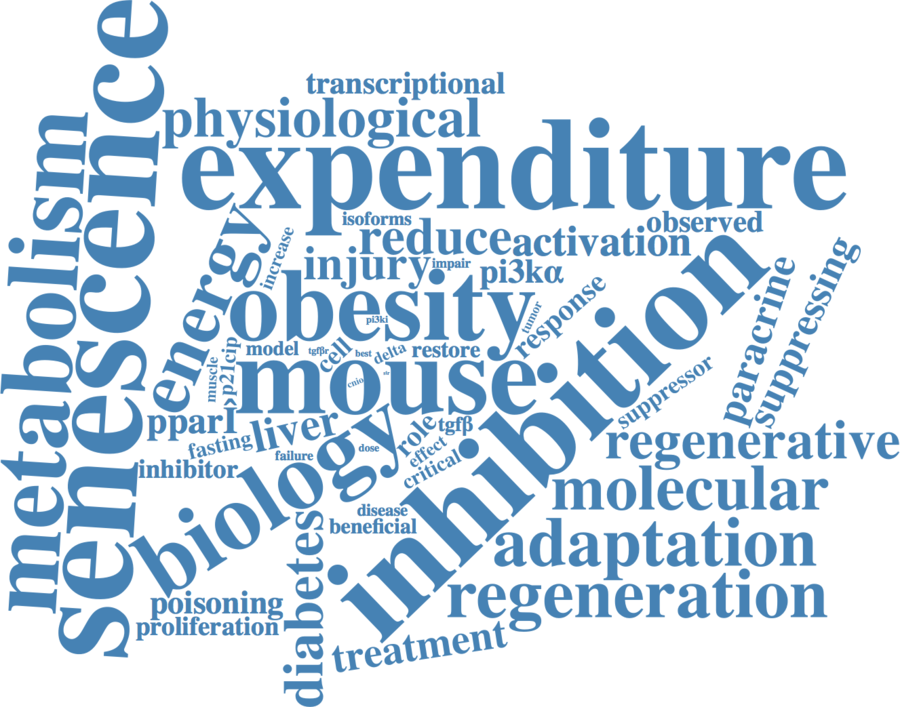 senescence
metabolism
transcriptional
physiological
expenditure
isoforms
observed
reduce
activation
energy
increase
injury
impair
pi3kα
obesity
pi3ki
tumor
response
inhibition
paracrine
suppressing
model
tgfβr
cell
best
delta
restore
muscle
p21cip
mouse
cnio
suppressor
pparΙ
liver
role
tgfβ
regenerative
fasting
inhibitor
failure
dose
effect
critical
biology
molecular
disease
beneficial
adaptation
diabetes
regeneration
poisoning
proliferation
treatment